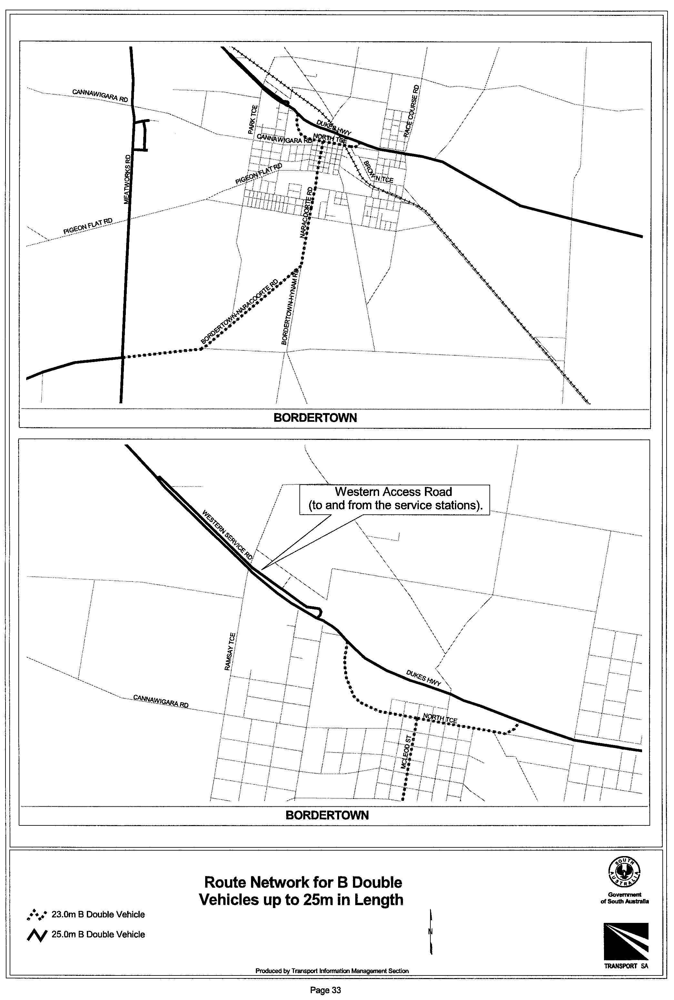 CANNAWIGARA RD
PARK TCE
RACE COURSE RD
DUKES HWY
CANNAWIGARA RD
NORTH TCE
MEATWORKS RD
PIGEON FLAT RD
BROWN TCE
NARACOORTE RD
PIGEON FLAT RD
BORDERTOWN-NARACOORTE RD
BORDERTOWN-HYNAM RD
BORDERTOWN
Western Access Road
(to and from the service stations).
WESTERN SERVICE RD
RAMSAY TCE
DUKES HWY
CANNAWIGARA RD
NORTH TCE
MCLEOD ST
BORDERTOWN
Route Network for B Double
Vehicles up to 25m in Length
23.0m B Double Vehicle
25.0m B Double Vehicle
N
SOUTH
AUSTRALIA
Government
of South Australia
TRANSPORT SA
Produced by Transport Information Management Section
Page 33